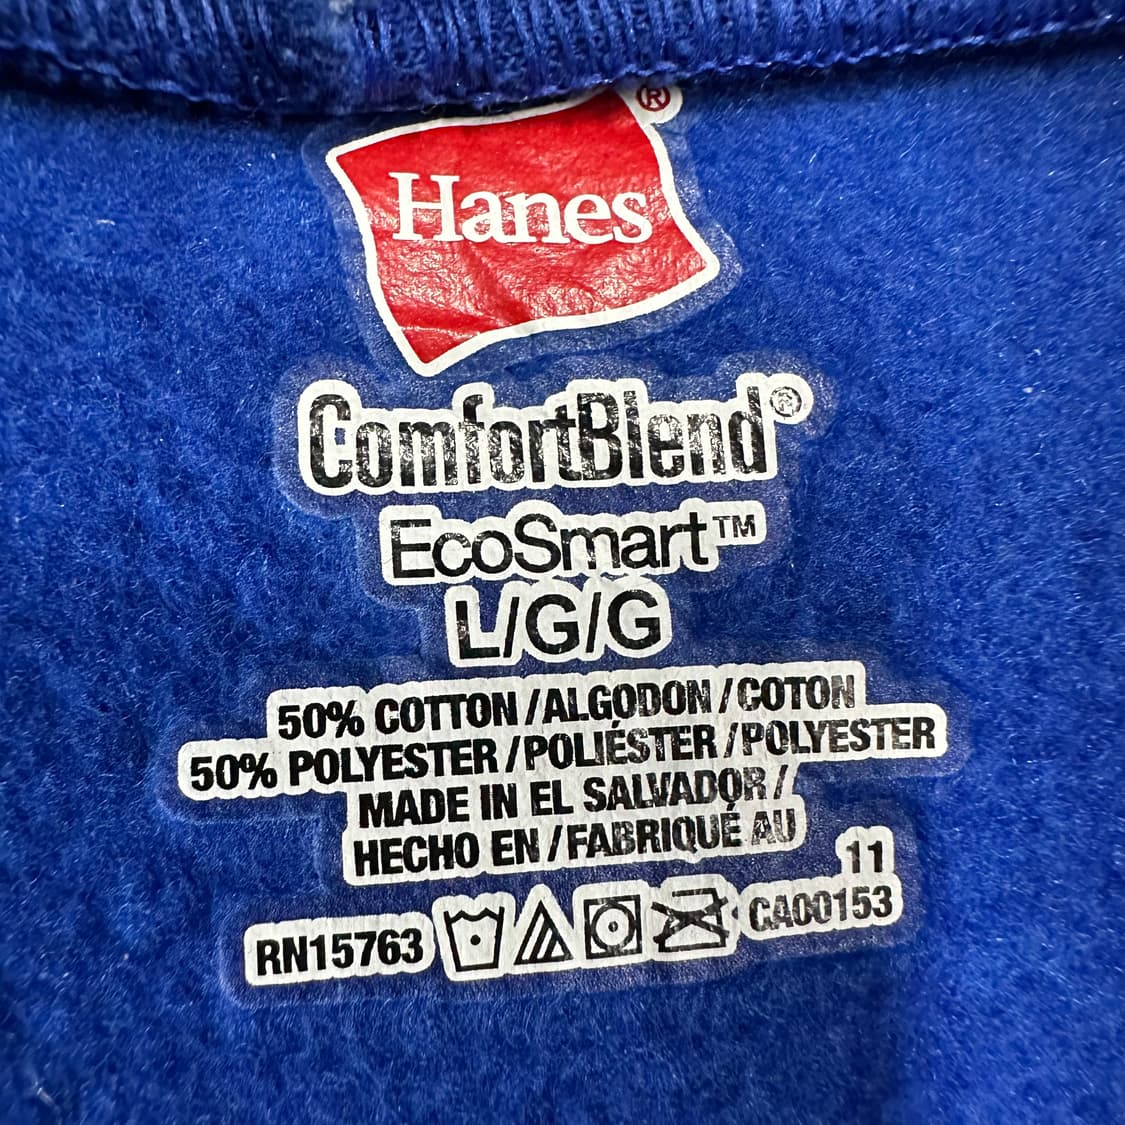 Hanes®
ComfortBlend®
EcoSmart™
L/G/G
50% COTTON/ALGODON/COTON
50% POLYESTER/POLIÉSTER/POLYESTER
MADE IN EL SALVADOR/
HECHO EN/FABRIQUÉ AU
11
RN15763 CA00153